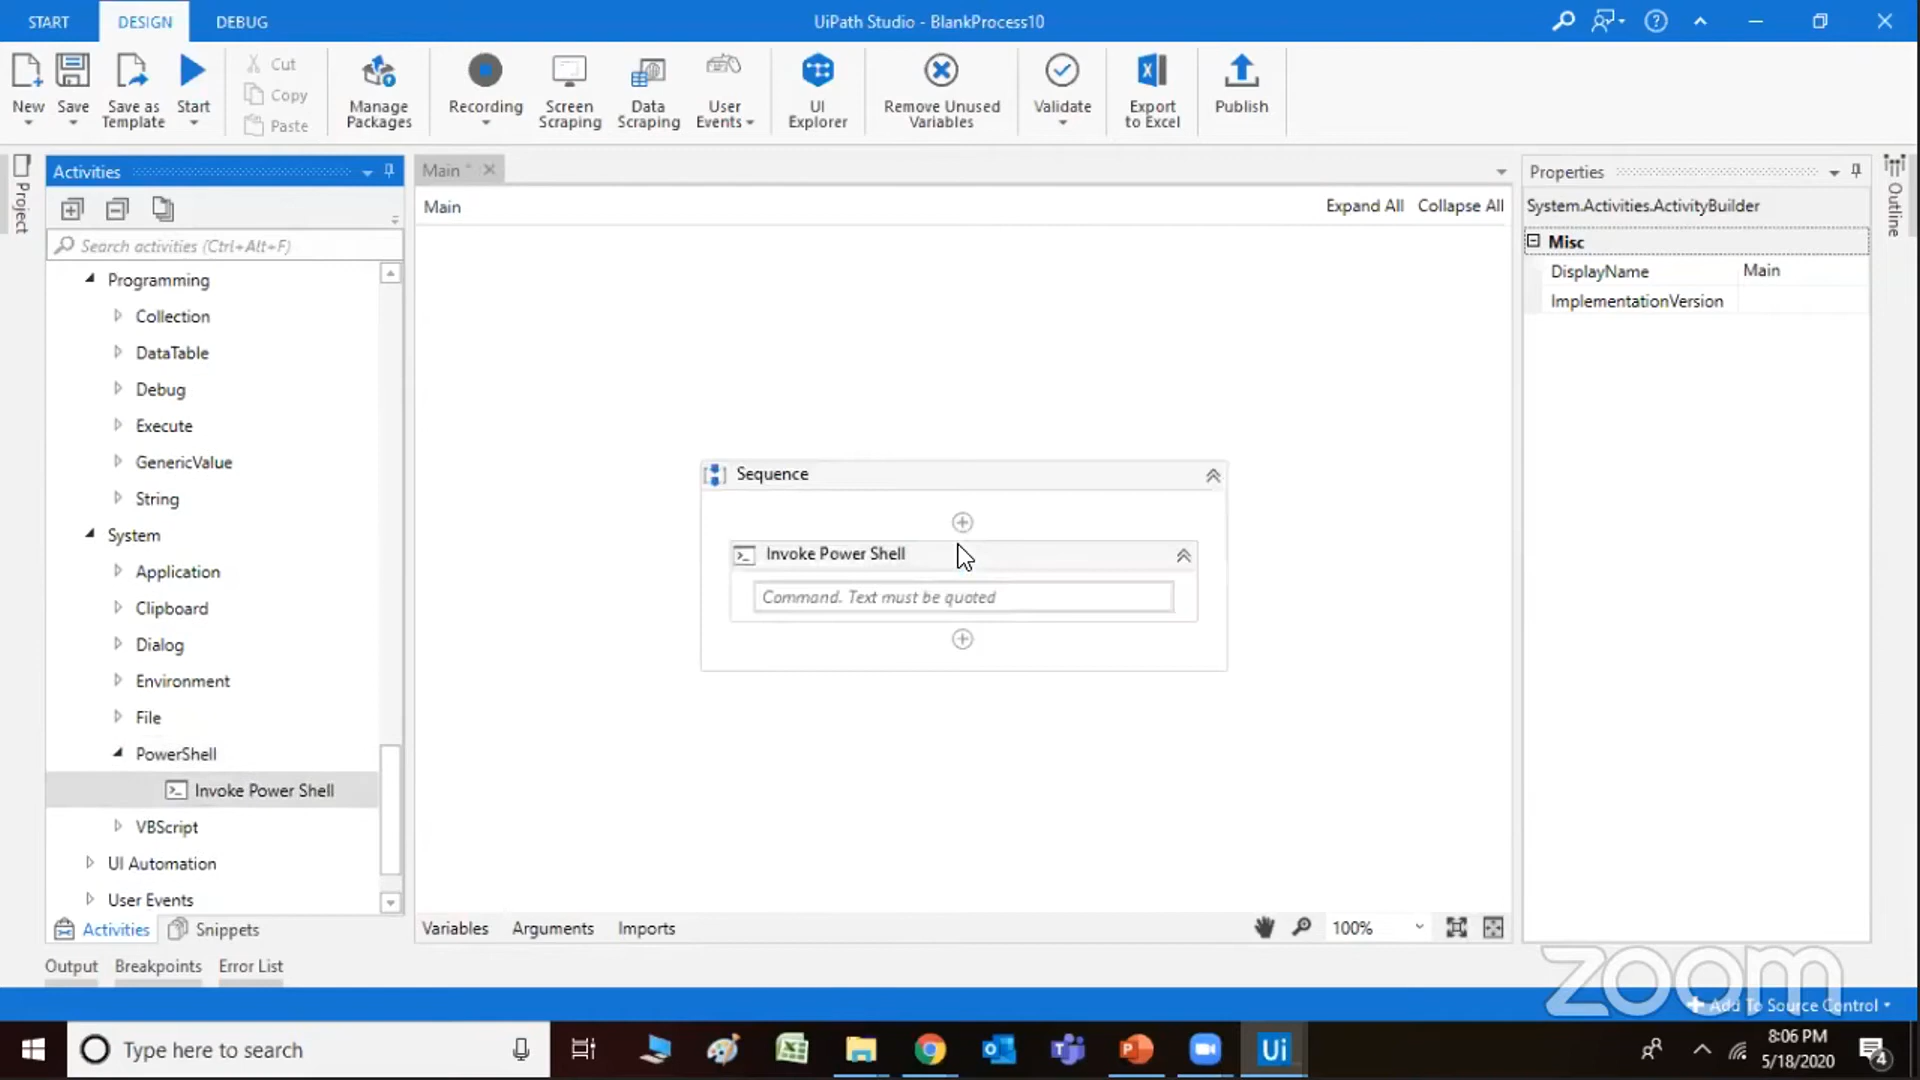 START
DESIGN
DEBUG
UiPath Studio - BlankProcess10
New
Save
Save as
Template
Start
Cut
Copy
Paste
Manage
Packages
Recording
Screen
Scraping
Data
Scraping
User
Events
UI
Explorer
Remove Unused
Variables
Validate
Export
to Excel
Publish
Project
Activities
Search activities (Ctrl+Alt+F)
Programming
Collection
DataTable
Debug
Execute
GenericValue
String
System
Application
Clipboard
Dialog
Environment
File
PowerShell
Invoke Power Shell
VBScript
UI Automation
User Events
Activities
Snippets
Main *
Main
Expand All
Collapse All
Sequence
Invoke Power Shell
Command. Text must be quoted
Variables
Arguments
Imports
100%
Properties
System.Activities.ActivityBuilder
Misc
DisplayName
Main
ImplementationVersion
Outline
Output
Breakpoints
Error List
zoom
Add To Source Control
Type here to search
Ui
8:06 PM
5/18/2020
4